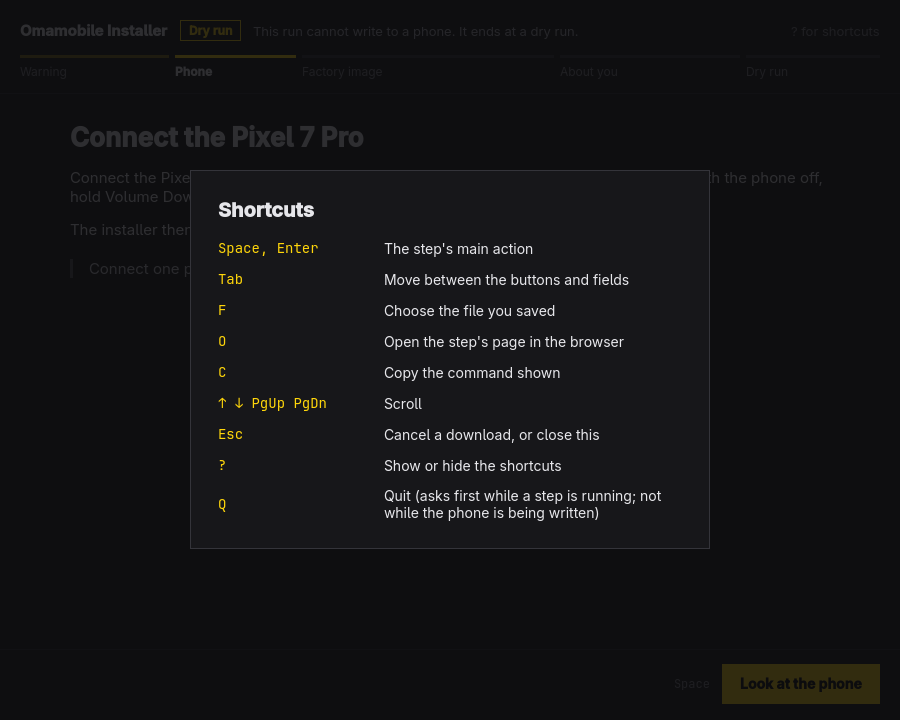 Omamobile Installer
Dry run
This run cannot write to a phone. It ends at a dry run.
? for shortcuts
Warning
Phone
Factory image
About you
Dry run
Connect the Pixel 7 Pro
Connect the Pixe
h the phone off,
hold Volume Dow
The installer ther
Connect one p
Shortcuts
Space, Enter The step's main action
Tab Move between the buttons and fields
F Choose the file you saved
O Open the step's page in the browser
C Copy the command shown
↑ ↓ PgUp PgDn Scroll
Esc Cancel a download, or close this
? Show or hide the shortcuts
Q Quit (asks first while a step is running; not
while the phone is being written)
Space
Look at the phone